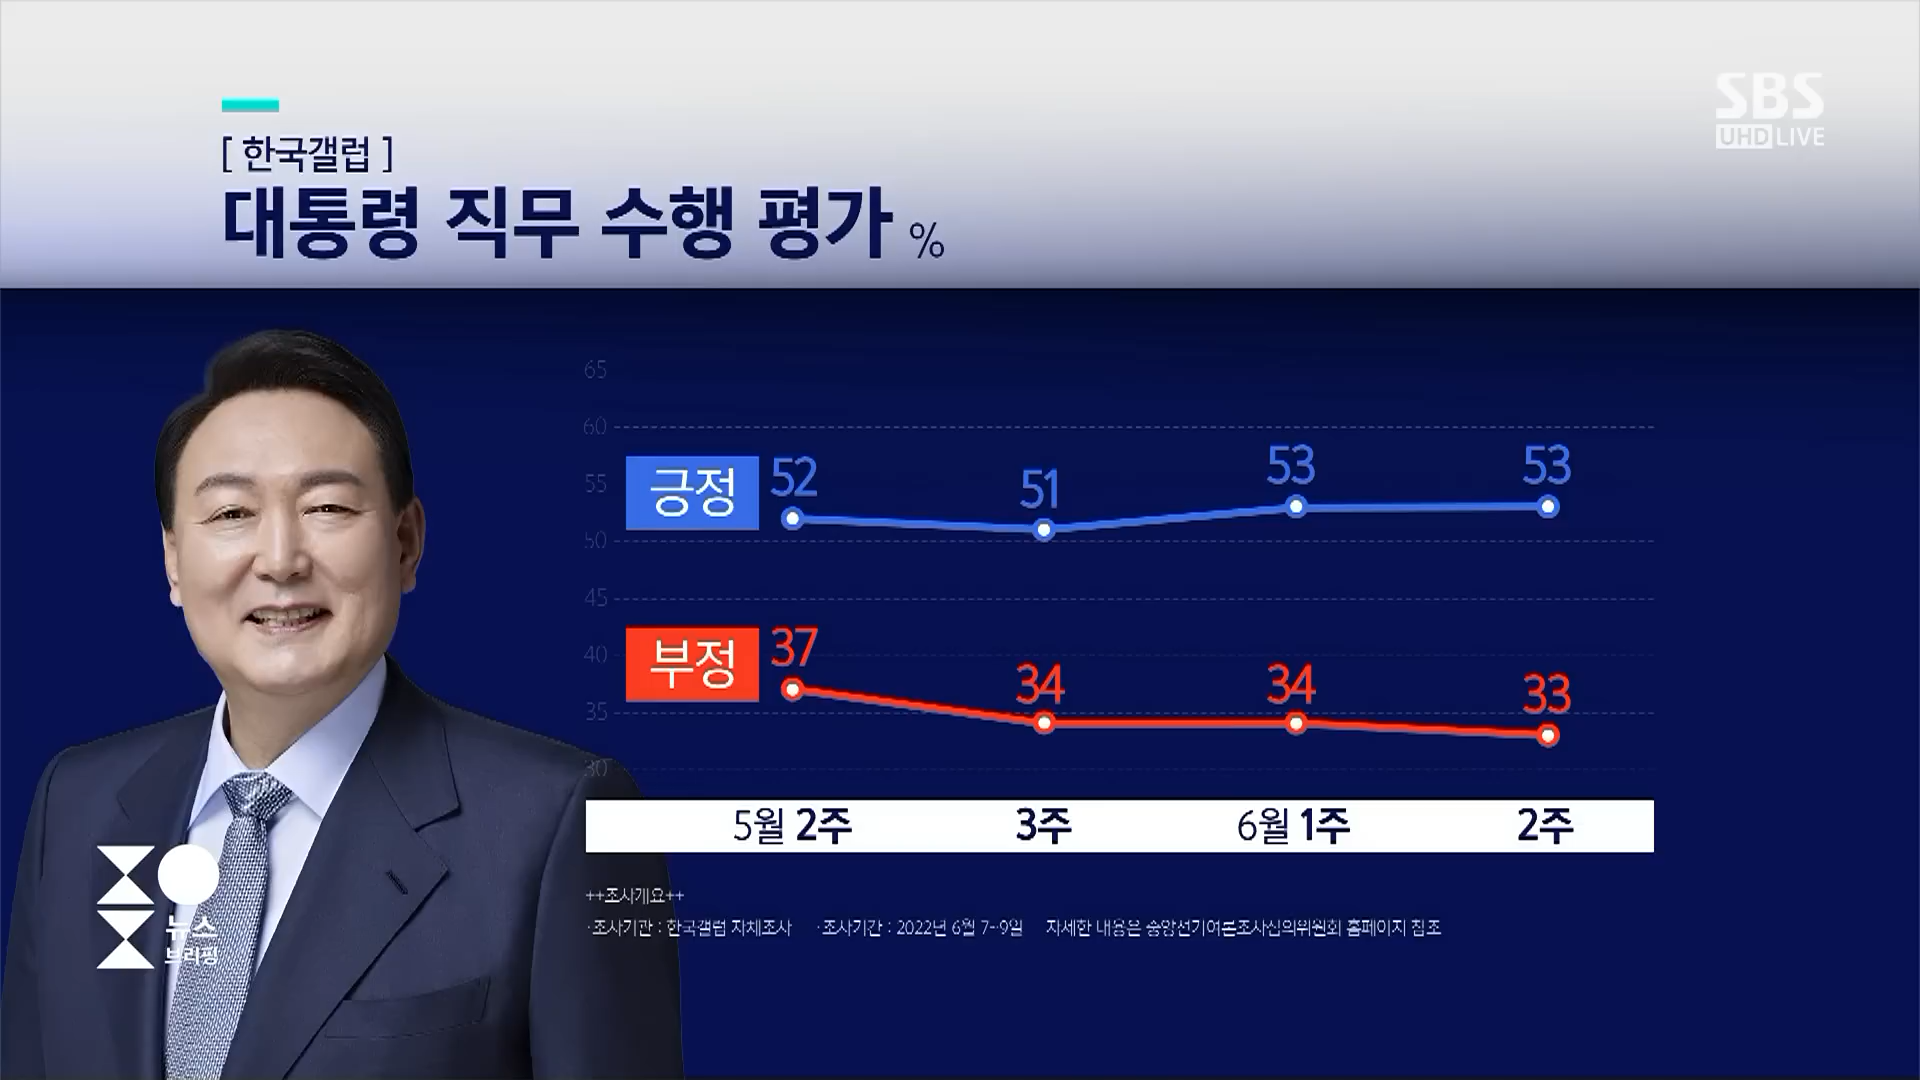 SBS
UHD LIVE
[ 한국갤럽 ]
대통령 직무 수행 평가 %
65
60
55
50
45
40
35
30
긍정
52
51
53
53
부정
37
34
34
33
5월 2주
3주
6월 1주
2주
++조사개요++
·조사기관 : 한국갤럽 자체조사 ·조사기간 : 2022년 6월 7~9일 자세한 내용은 중앙선거여론조사심의위원회 홈페이지 참조
뉴스
브리핑